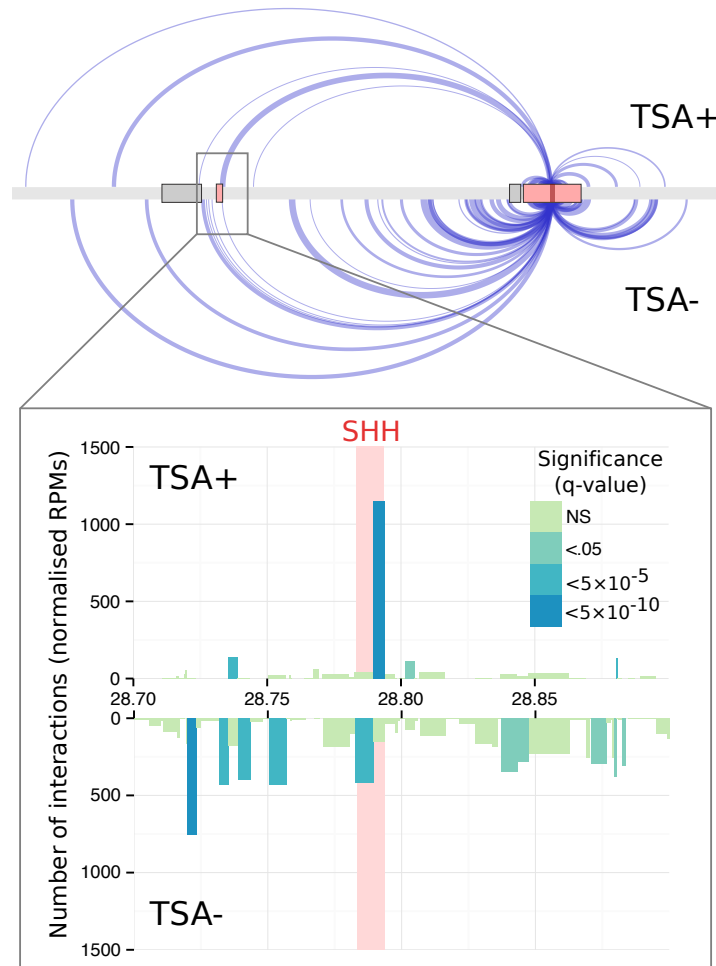 TSA+
TSA-
SHH
Number of interactions (normalised RPMs)
TSA+
1500
1000
500
0
Significance
(q-value)
NS
<.05
<5×10⁻⁵
<5×10⁻¹⁰
28.70 28.75 28.80 28.85
0
500
1000
1500
TSA-